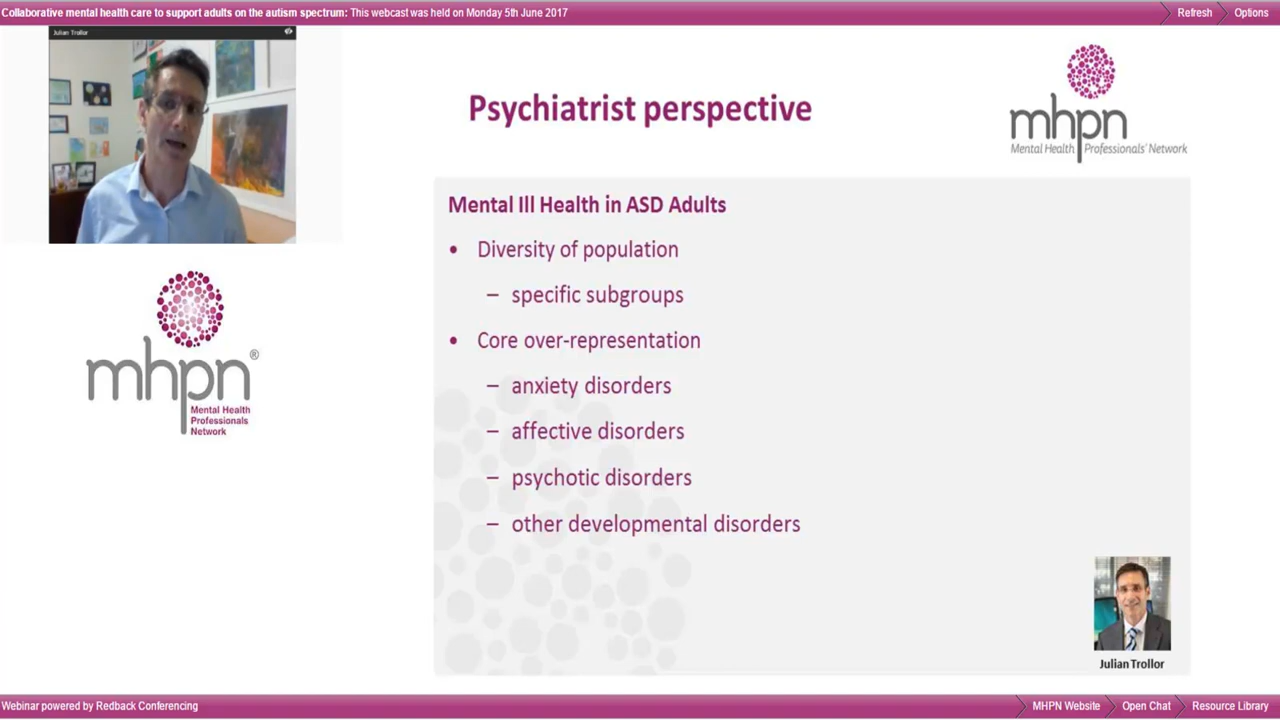 Collaborative mental health care to support adults on the autism spectrum: This webcast was held on Monday 5th June 2017
Refresh
Options
Julian Trollor
Psychiatrist perspective
mhpn
Mental Health Professionals' Network
mhpn®
Mental Health
Professionals
Network
Mental Ill Health in ASD Adults
• Diversity of population
– specific subgroups
• Core over-representation
– anxiety disorders
– affective disorders
– psychotic disorders
– other developmental disorders
Julian Trollor
Webinar powered by Redback Conferencing
MHPN Website
Open Chat
Resource Library